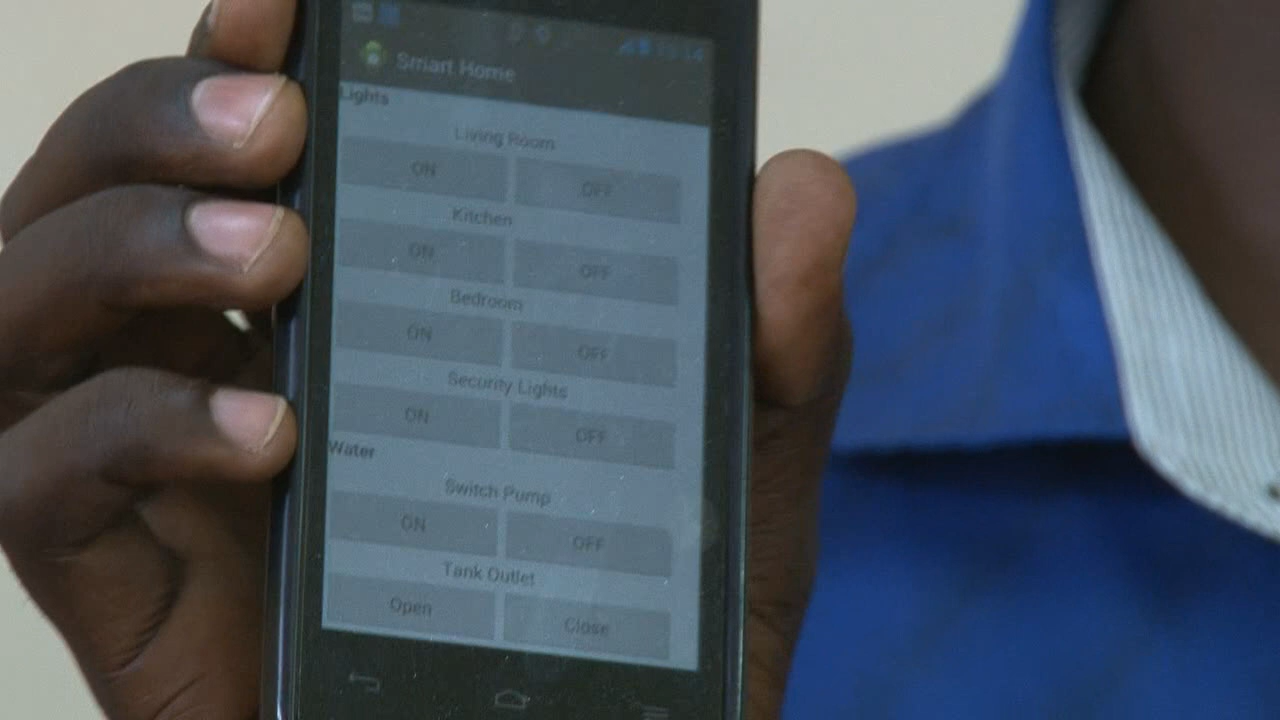 Smart Home
Lights
Living Room
ON OFF
Kitchen
ON OFF
Bedroom
ON OFF
Security Lights
ON OFF
Water
Switch Pump
ON OFF
Tank Outlet
Open Close